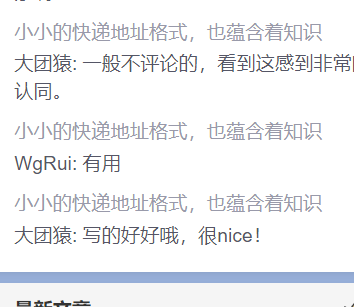 小小的快递地址格式，也蕴含着知识
大团猿: 一般不评论的，看到这感到非常
认同。
小小的快递地址格式，也蕴含着知识
WgRui: 有用
小小的快递地址格式，也蕴含着知识
大团猿: 写的好好哦，很nice！